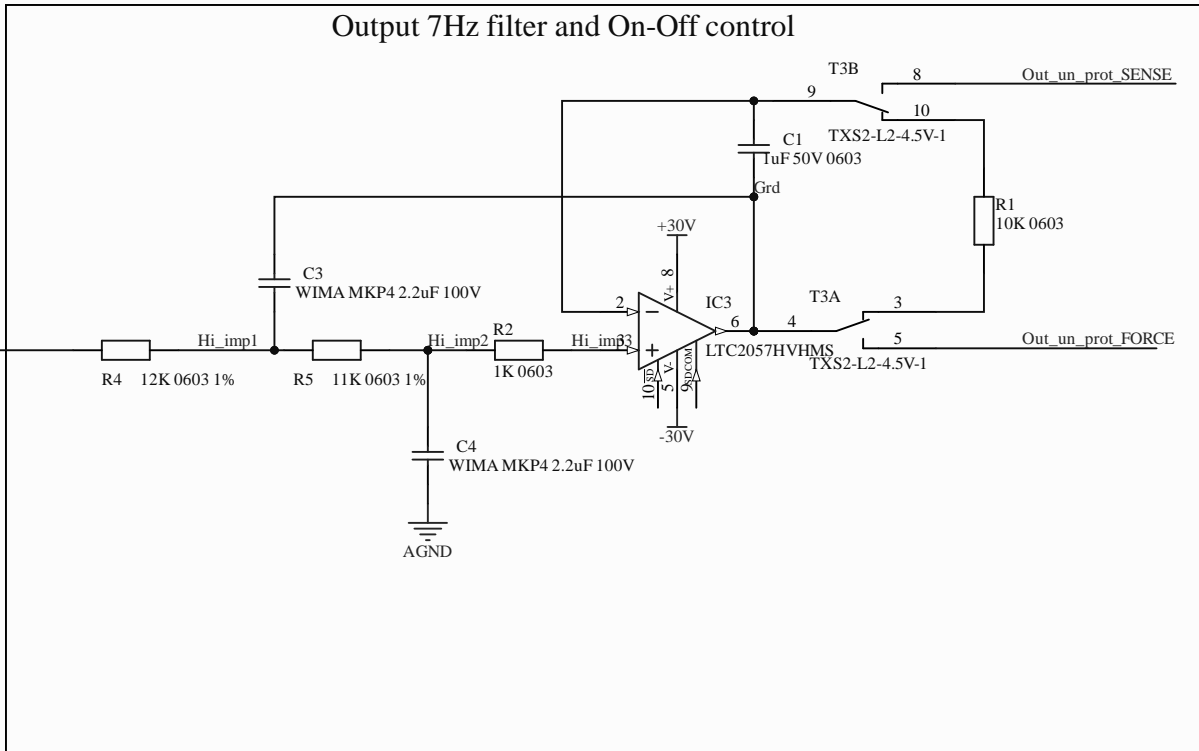 Output 7Hz filter and On-Off control
T3B
8
Out_un_prot_SENSE
9
10
TXS2-L2-4.5V-1
C1
1uF 50V 0603
Grd
R1
10K 0603
+30V
C3
WIMA MKP4 2.2uF 100V
8
V+
IC3
2
6
4
T3A
3
Hi_imp1
Hi_imp2
R2
Hi_imp3
3
LTC2057HVHMS
5
Out_un_prot_FORCE
TXS2-L2-4.5V-1
R4
12K 0603 1%
R5
11K 0603 1%
1K 0603
10
SD
5
V-
9
SDCOM
-30V
C4
WIMA MKP4 2.2uF 100V
AGND